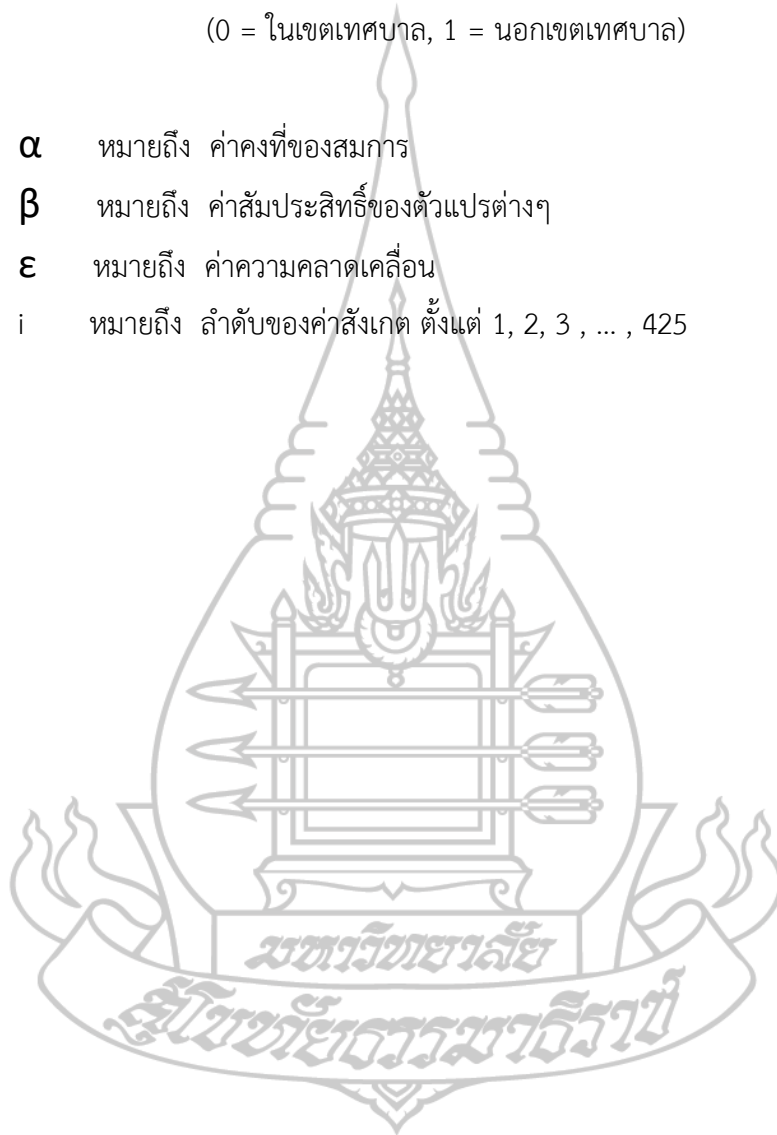 (0 = ในเขตเทศบาล, 1 = นอกเขตเทศบาล)
α หมายถึง ค่าคงที่ของสมการ
β หมายถึง ค่าสัมประสิทธิ์ของตัวแปรต่างๆ
ε หมายถึง ค่าความคลาดเคลื่อน
i หมายถึง ลำดับของค่าสังเกต ตั้งแต่ 1, 2, 3 , ... , 425
มหาวิทยาลัย
สุโขทัยธรรมาธิราช